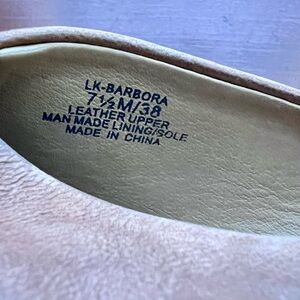 LK-BARBORA
7½M/38
LEATHER UPPER
MAN MADE LINING/SOLE
MADE IN CHINA